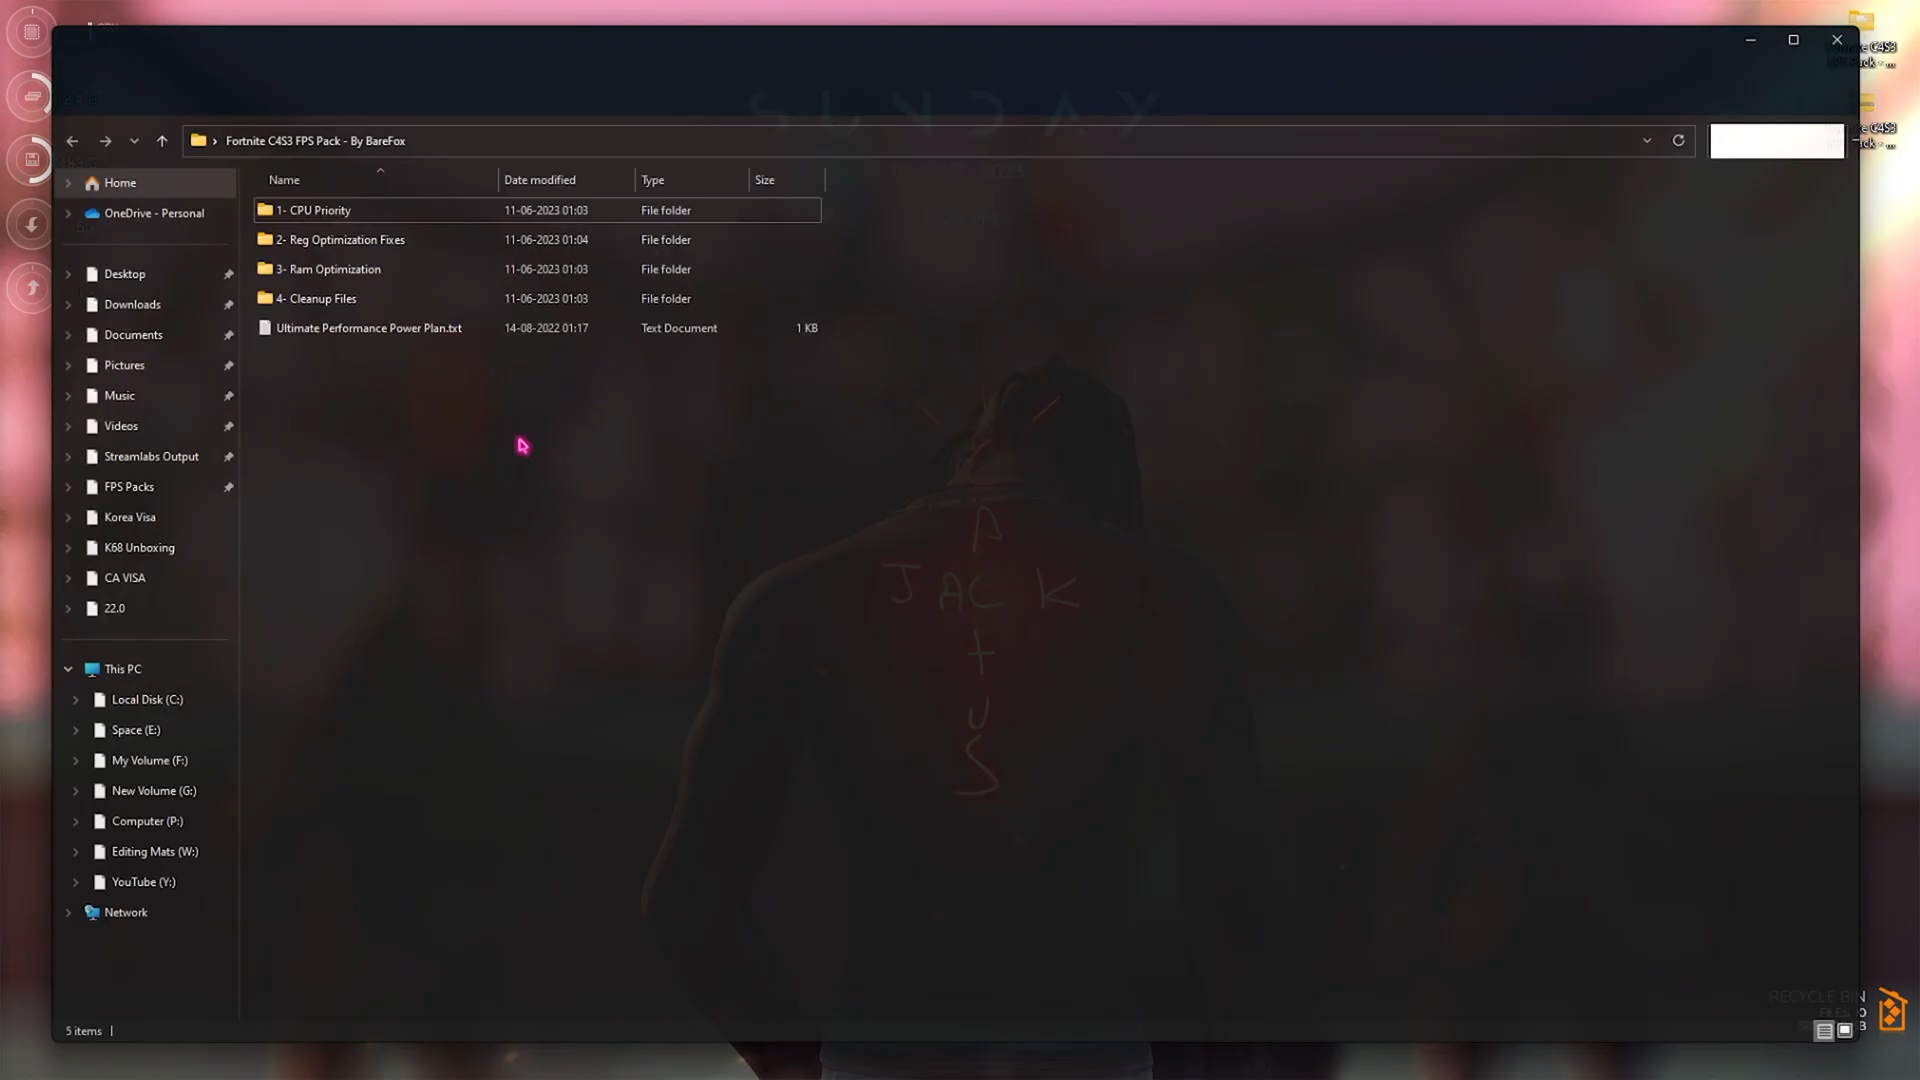 SUNDAY
Fortnite C4S3 FPS Pack - By BareFox
Home
OneDrive - Personal
Desktop
Downloads
Documents
Pictures
Music
Videos
Streamlabs Output
FPS Packs
Korea Visa
K68 Unboxing
CA VISA
22.0
This PC
Local Disk (C:)
Space (E:)
My Volume (F:)
New Volume (G:)
Computer (P:)
Editing Mats (W:)
YouTube (Y:)
Network
Name Date modified Type Size
1- CPU Priority 11-06-2023 01:03 File folder
2- Reg Optimization Fixes 11-06-2023 01:04 File folder
3- Ram Optimization 11-06-2023 01:03 File folder
4- Cleanup Files 11-06-2023 01:03 File folder
Ultimate Performance Power Plan.txt 14-08-2022 01:17 Text Document 1 KB
JACK
C4S3
C4S3
RECYCLE BIN
5 items